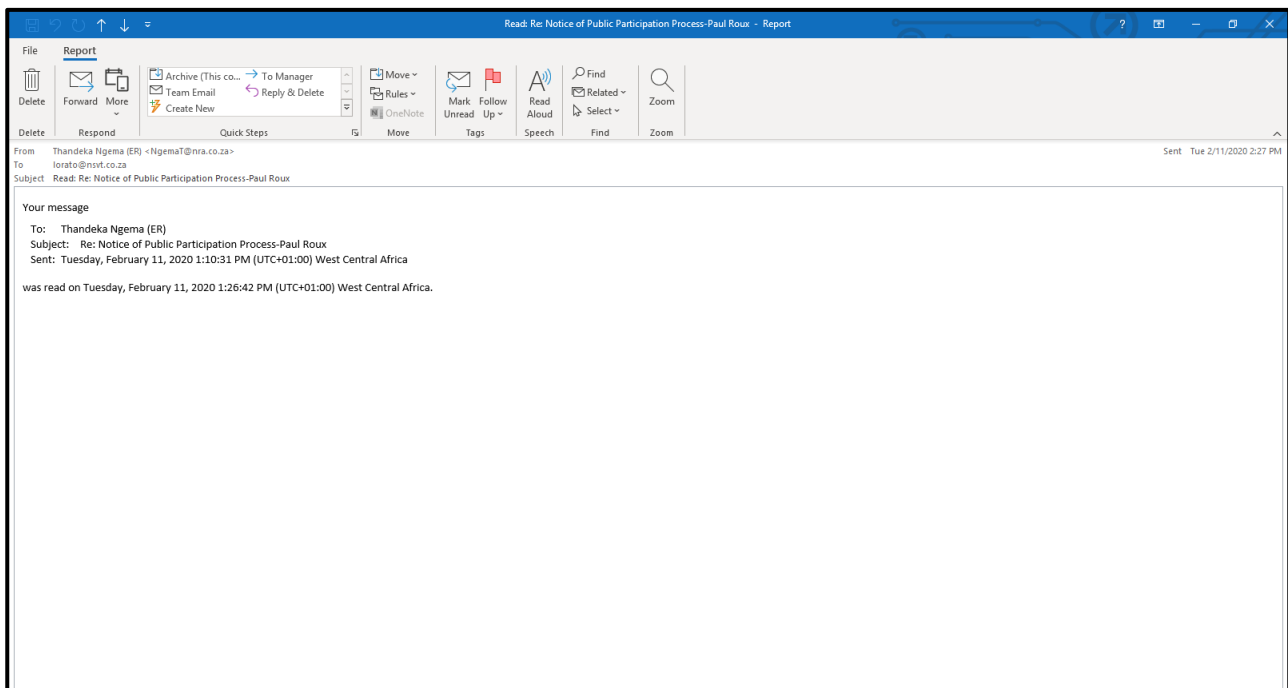 Read: Re: Notice of Public Participation Process-Paul Roux - Report
?
File Report
Delete
Forward More
Archive (This co... To Manager
Team Email Reply & Delete
Create New
Move
Rules
OneNote
Mark Unread
Follow Up
Read Aloud
Find
Related
Select
Zoom
Delete Respond Quick Steps Move Tags Speech Find Zoom
From Thandeka Ngema (ER) <NgemaT@nra.co.za>
Sent Tue 2/11/2020 2:27 PM
To lorato@nsvt.co.za
Subject Read: Re: Notice of Public Participation Process-Paul Roux
Your message
To: Thandeka Ngema (ER)
Subject: Re: Notice of Public Participation Process-Paul Roux
Sent: Tuesday, February 11, 2020 1:10:31 PM (UTC+01:00) West Central Africa
was read on Tuesday, February 11, 2020 1:26:42 PM (UTC+01:00) West Central Africa.